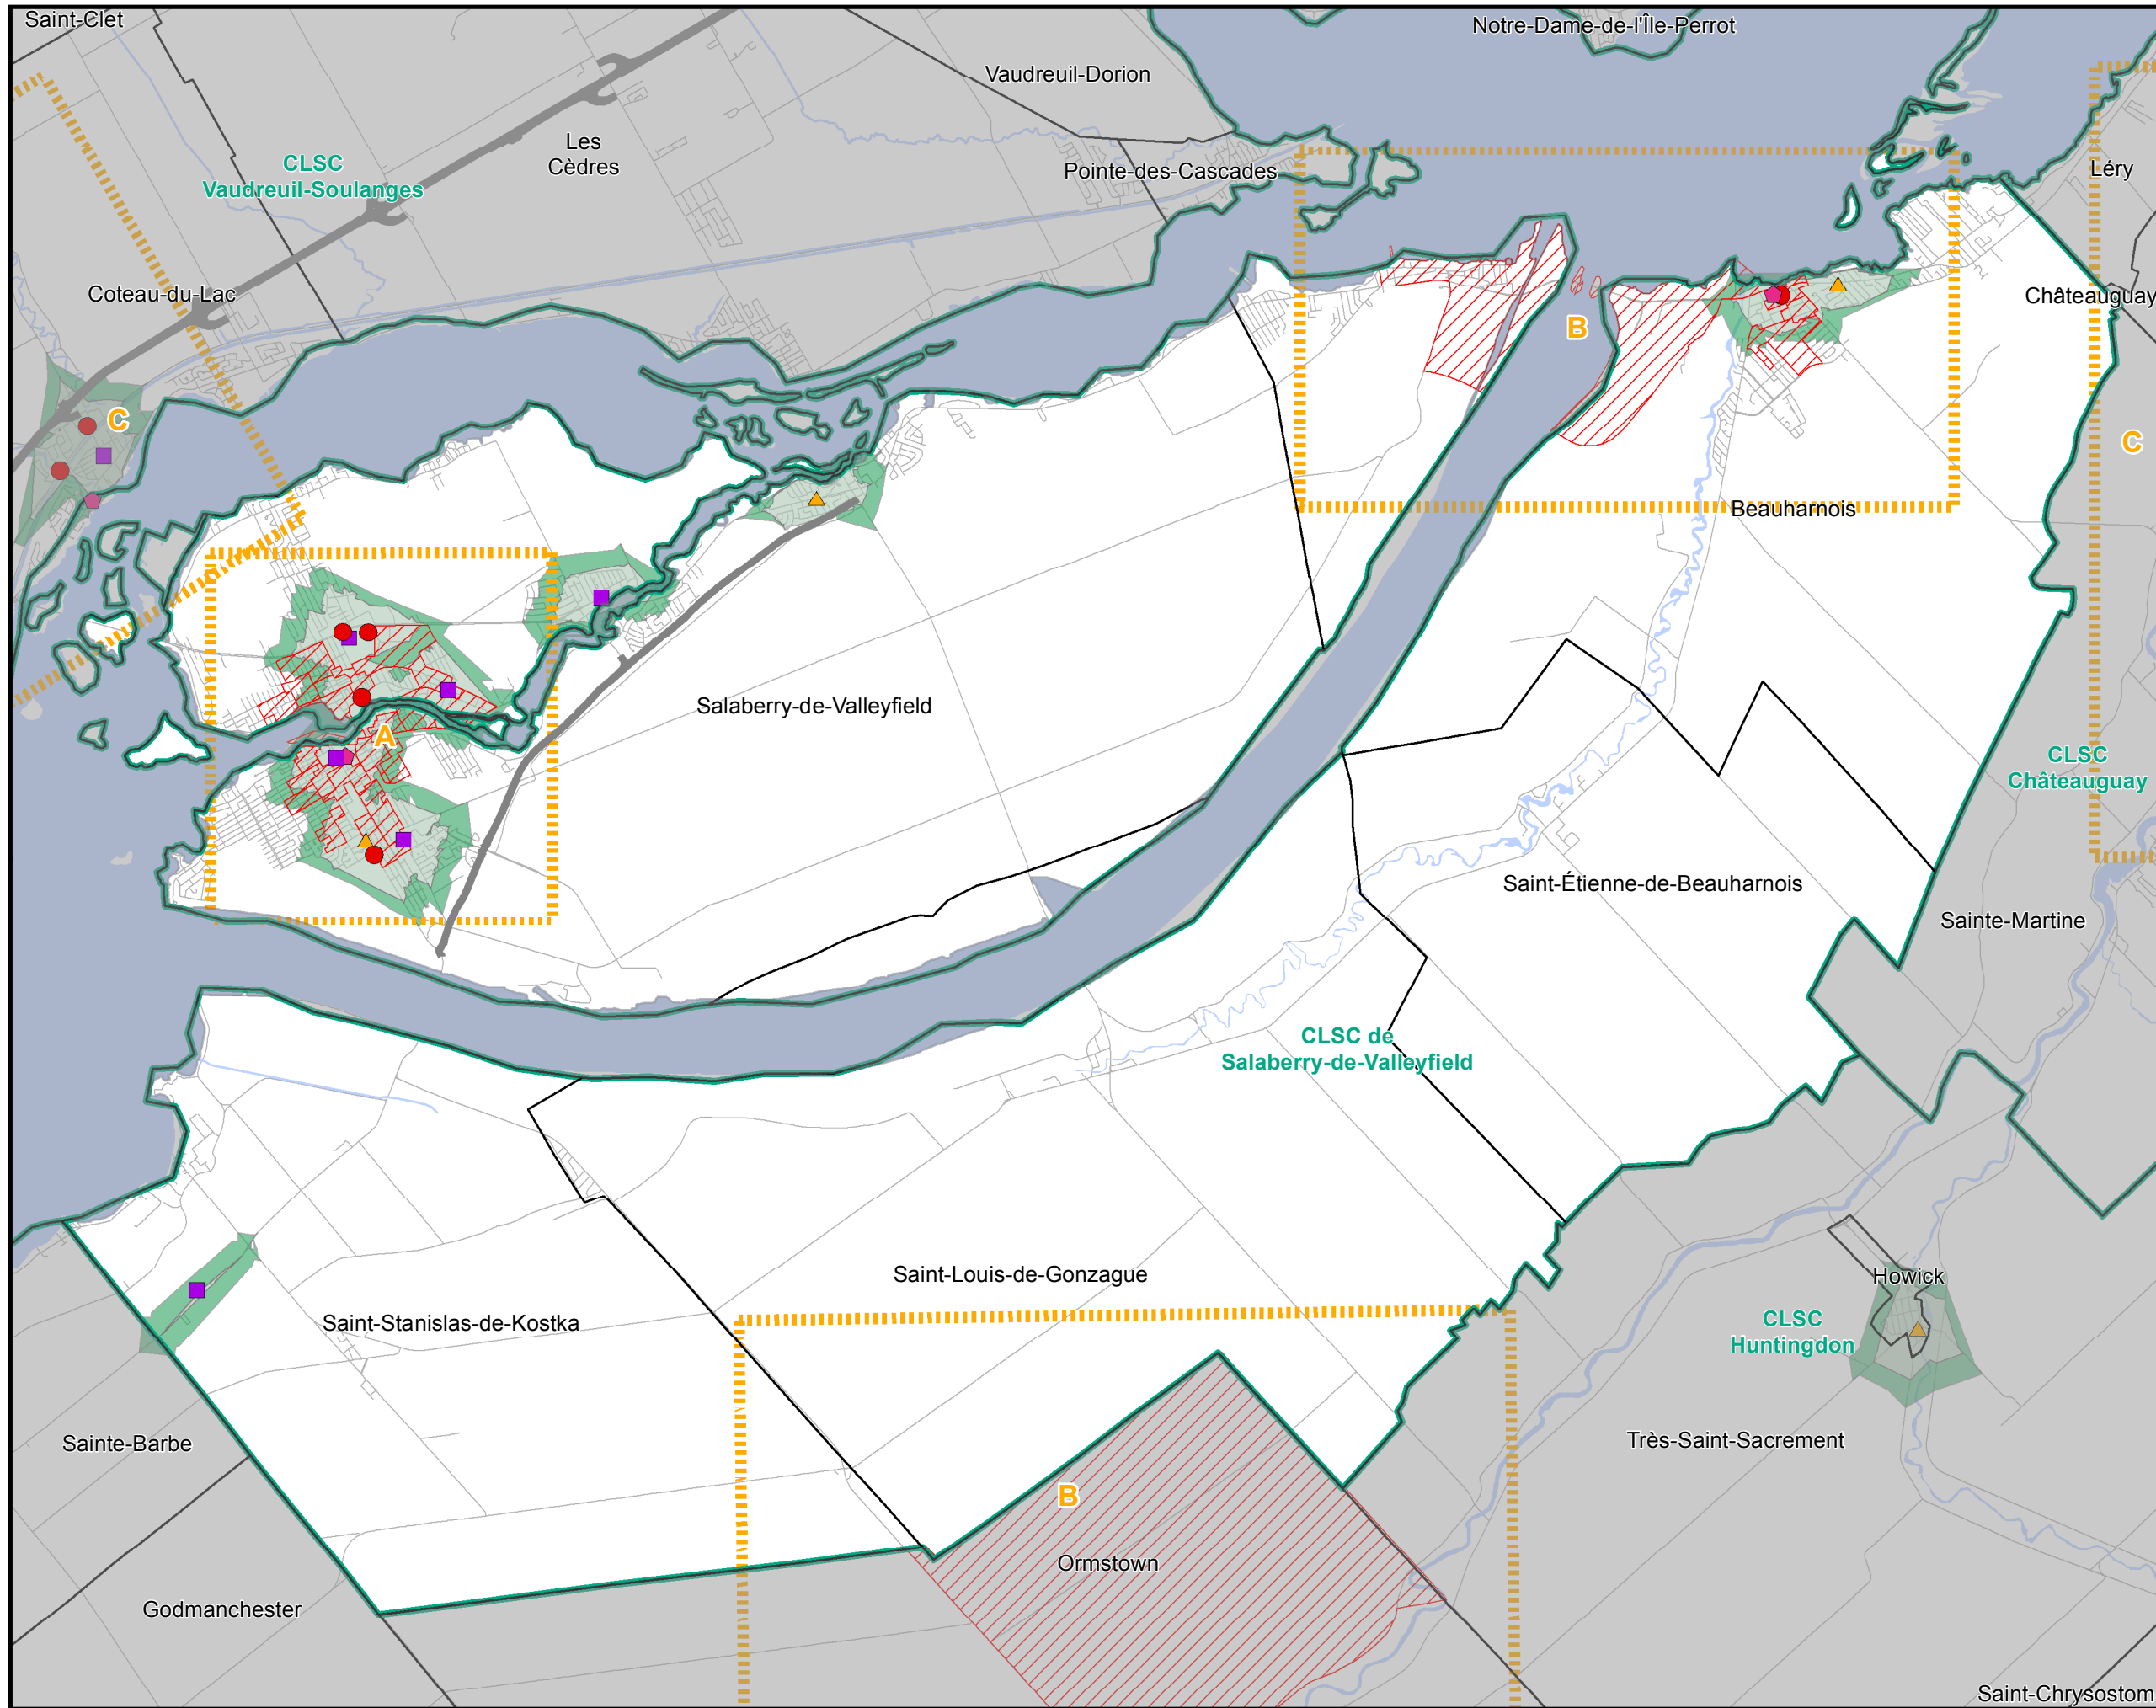 Saint-Clet
Notre-Dame-de-l'Île-Perrot
Vaudreuil-Dorion
Les
Cèdres
CLSC
Vaudreuil-Soulanges
Pointe-des-Cascades
Léry
Coteau-du-Lac
Châteauguay
B
C
C
Beauharnois
Salaberry-de-Valleyfield
A
CLSC
Châteauguay
Saint-Étienne-de-Beauharnois
Sainte-Martine
CLSC de
Salaberry-de-Valleyfield
Saint-Louis-de-Gonzague
Howick
Saint-Stanislas-de-Kostka
CLSC
Huntingdon
Sainte-Barbe
Très-Saint-Sacrement
B
Ormstown
Godmanchester
Saint-Chrysostom